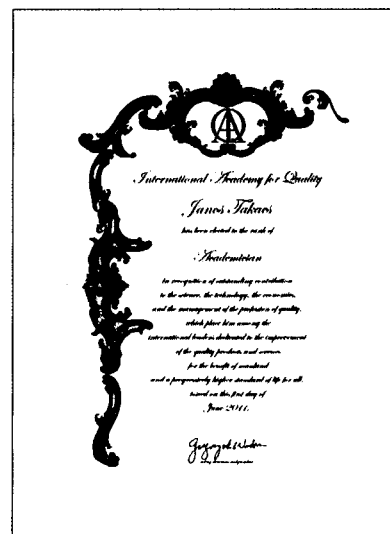 International Academy for Quality
Janos Takacs
has been elected to the rank of
Academician
In recognition of outstanding contribution
to the science, the technology, the economics,
and the management of the profession of quality,
which place him among the
international leaders dedicated to the improvement
of the quality products and services
for the benefit of mankind
and a progressively higher standard of life for all,
issued on this first day of
June 2011.